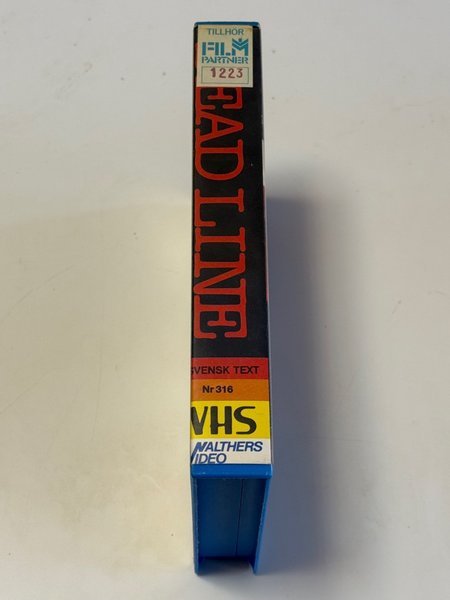 TILLHÖR
FILM
PARTNER
1223
EAD LINE
SVENSK TEXT
Nr 316
VHS
WALTHERS
VIDEO